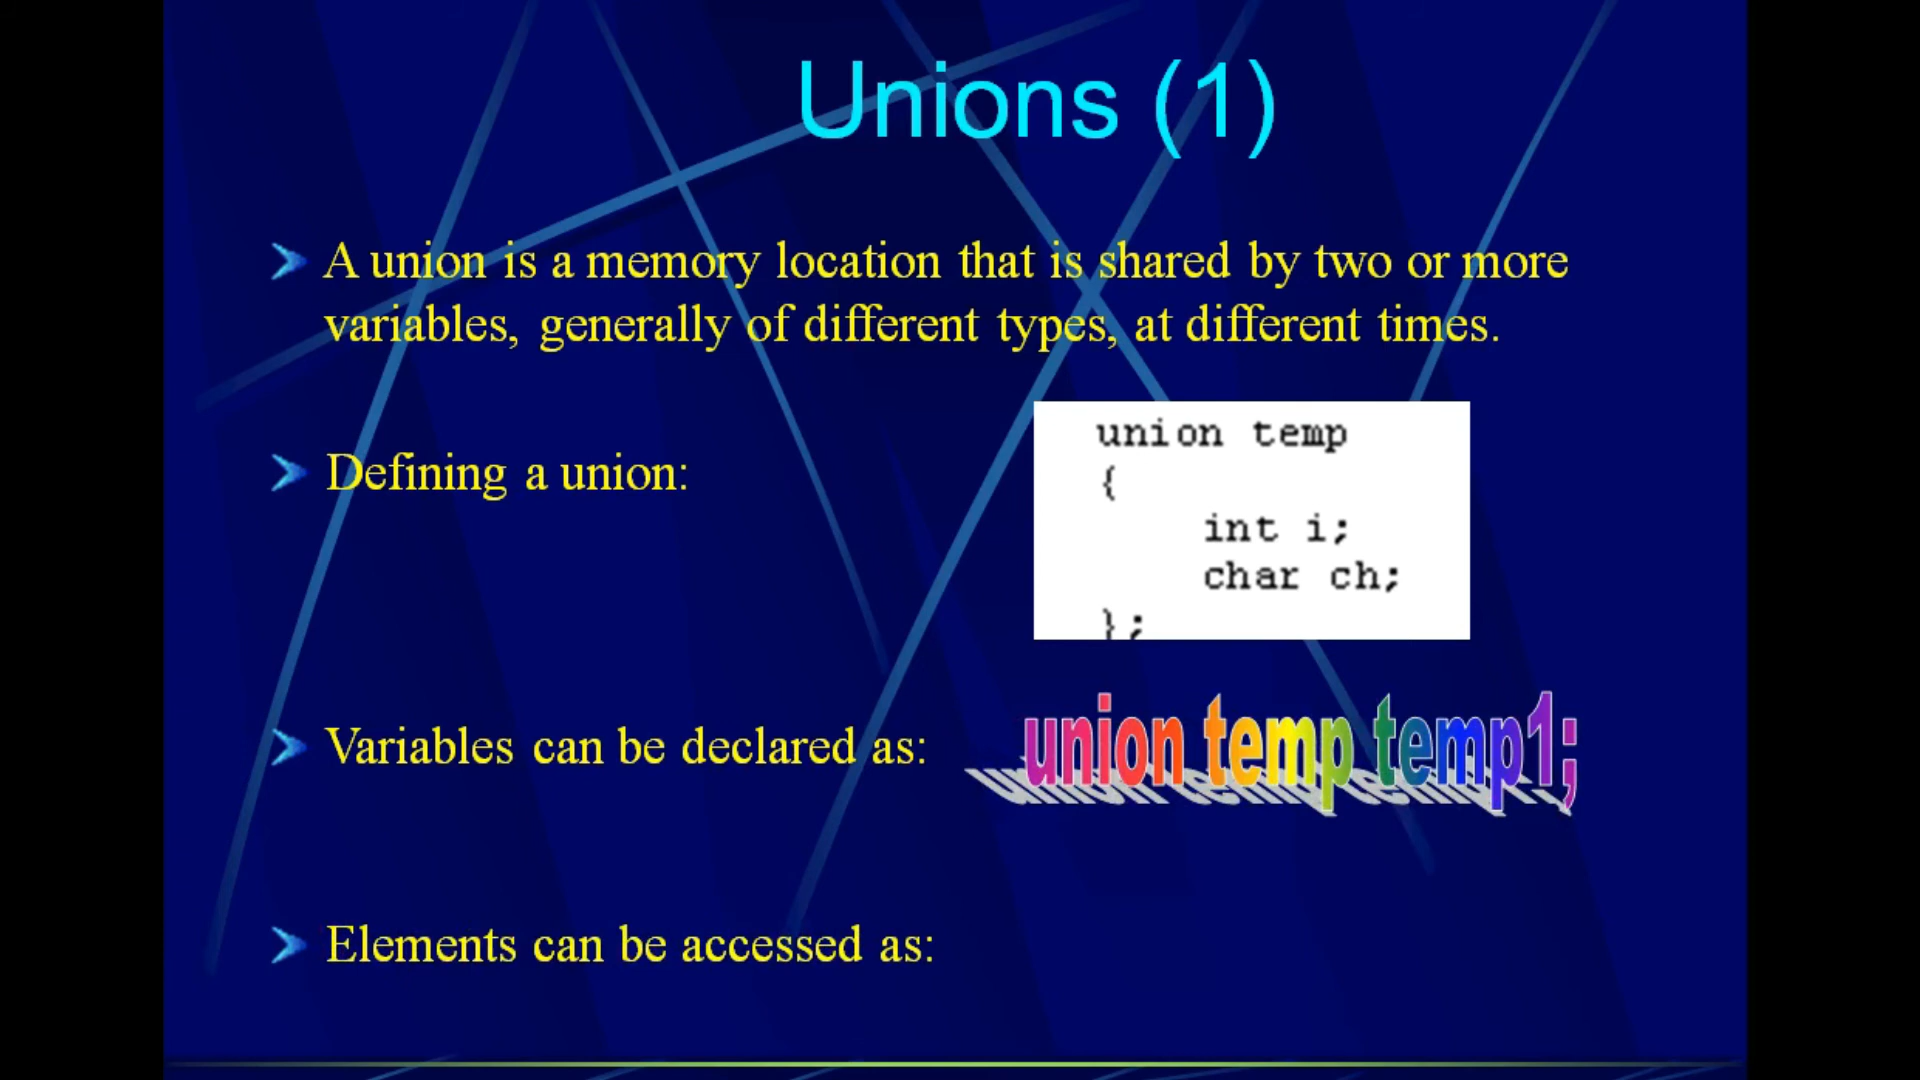 Unions (1)
A union is a memory location that is shared by two or more
variables, generally of different types, at different times.
Defining a union:
union temp
{
int i;
char ch;
};
Variables can be declared as:
union temp temp1;
Elements can be accessed as: